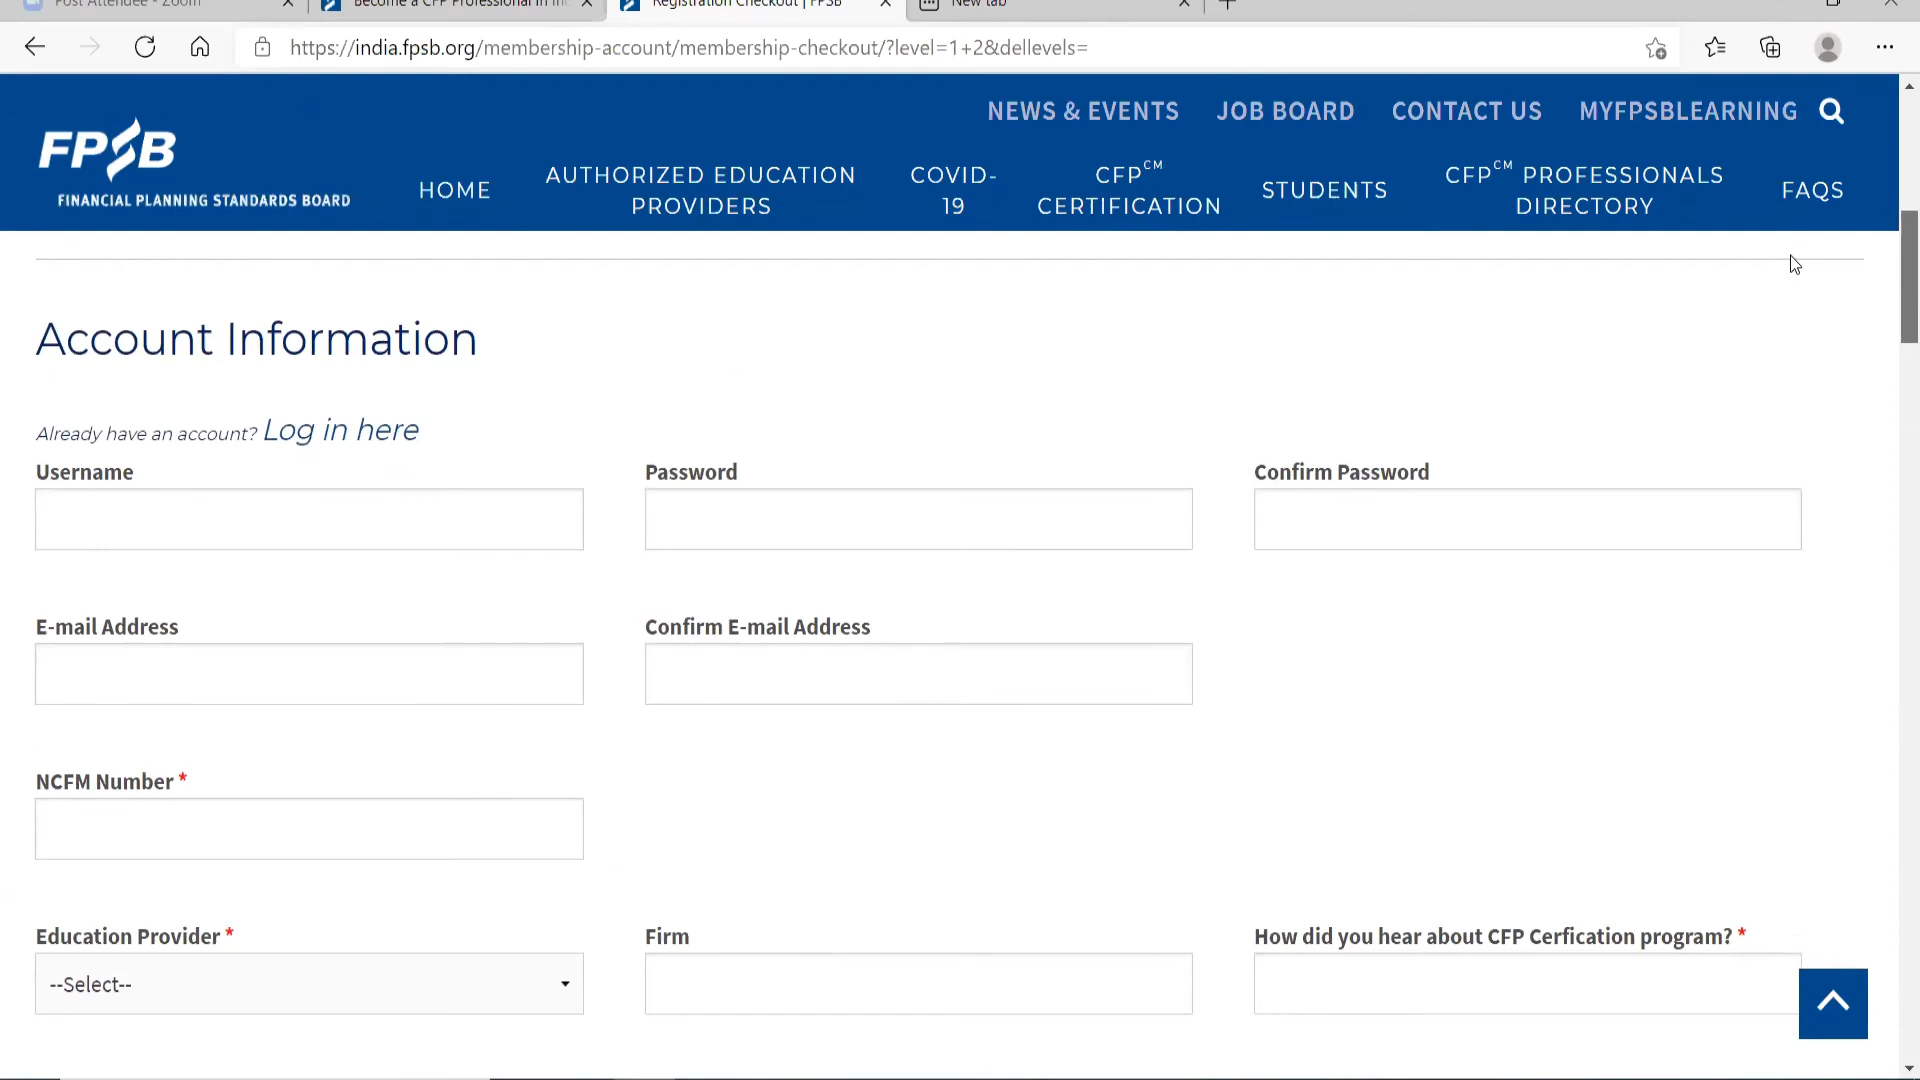 Post Attendee - Zoom
Become a CFP Professional in In
Registration Checkout | FPSB
New tab
https://india.fpsb.org/membership-account/membership-checkout/?level=1+2&dellevels=
NEWS & EVENTS JOB BOARD CONTACT US MYFPSBLEARNING
FPSB
FINANCIAL PLANNING STANDARDS BOARD
HOME
AUTHORIZED EDUCATION
PROVIDERS
COVID-
19
CFP^CM
CERTIFICATION
STUDENTS
CFP^CM PROFESSIONALS
DIRECTORY
FAQS
Account Information
Already have an account? Log in here
Username Password Confirm Password
E-mail Address Confirm E-mail Address
NCFM Number *
Education Provider * Firm How did you hear about CFP Cerfication program? *
--Select--